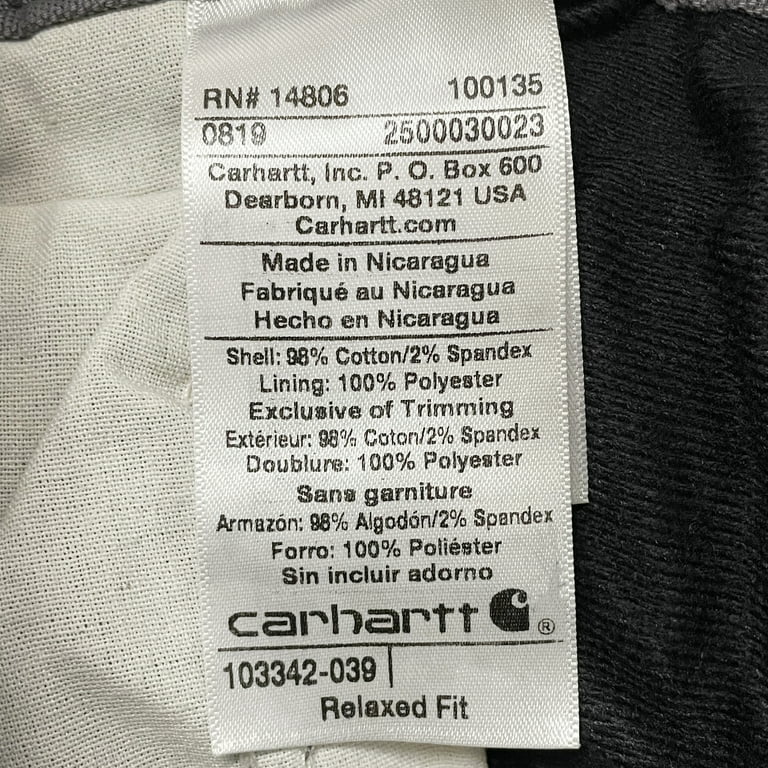 RN# 14806 100135
0819 2500030023
Carhartt, Inc. P. O. Box 600
Dearborn, MI 48121 USA
Carhartt.com
Made in Nicaragua
Fabriqué au Nicaragua
Hecho en Nicaragua
Shell: 98% Cotton/2% Spandex
Lining: 100% Polyester
Exclusive of Trimming
Extérieur: 98% Coton/2% Spandex
Doublure: 100% Polyester
Sans garniture
Armazón: 98% Algodón/2% Spandex
Forro: 100% Poliéster
Sin incluir adorno
carhartt ®
103342-039
Relaxed Fit